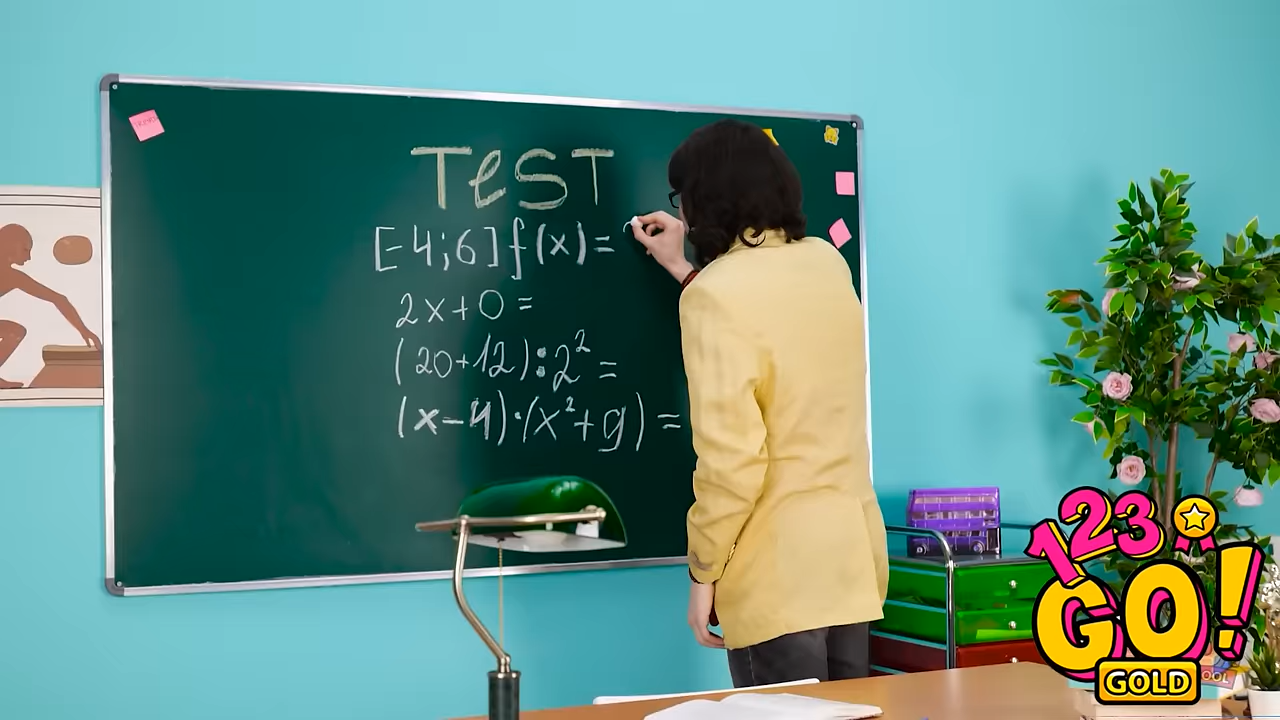 TEST
[-4;6] f(x)=
2x+0=
(20+12):2²=
(x-4)·(x²+y)=
123
GO!
GOLD